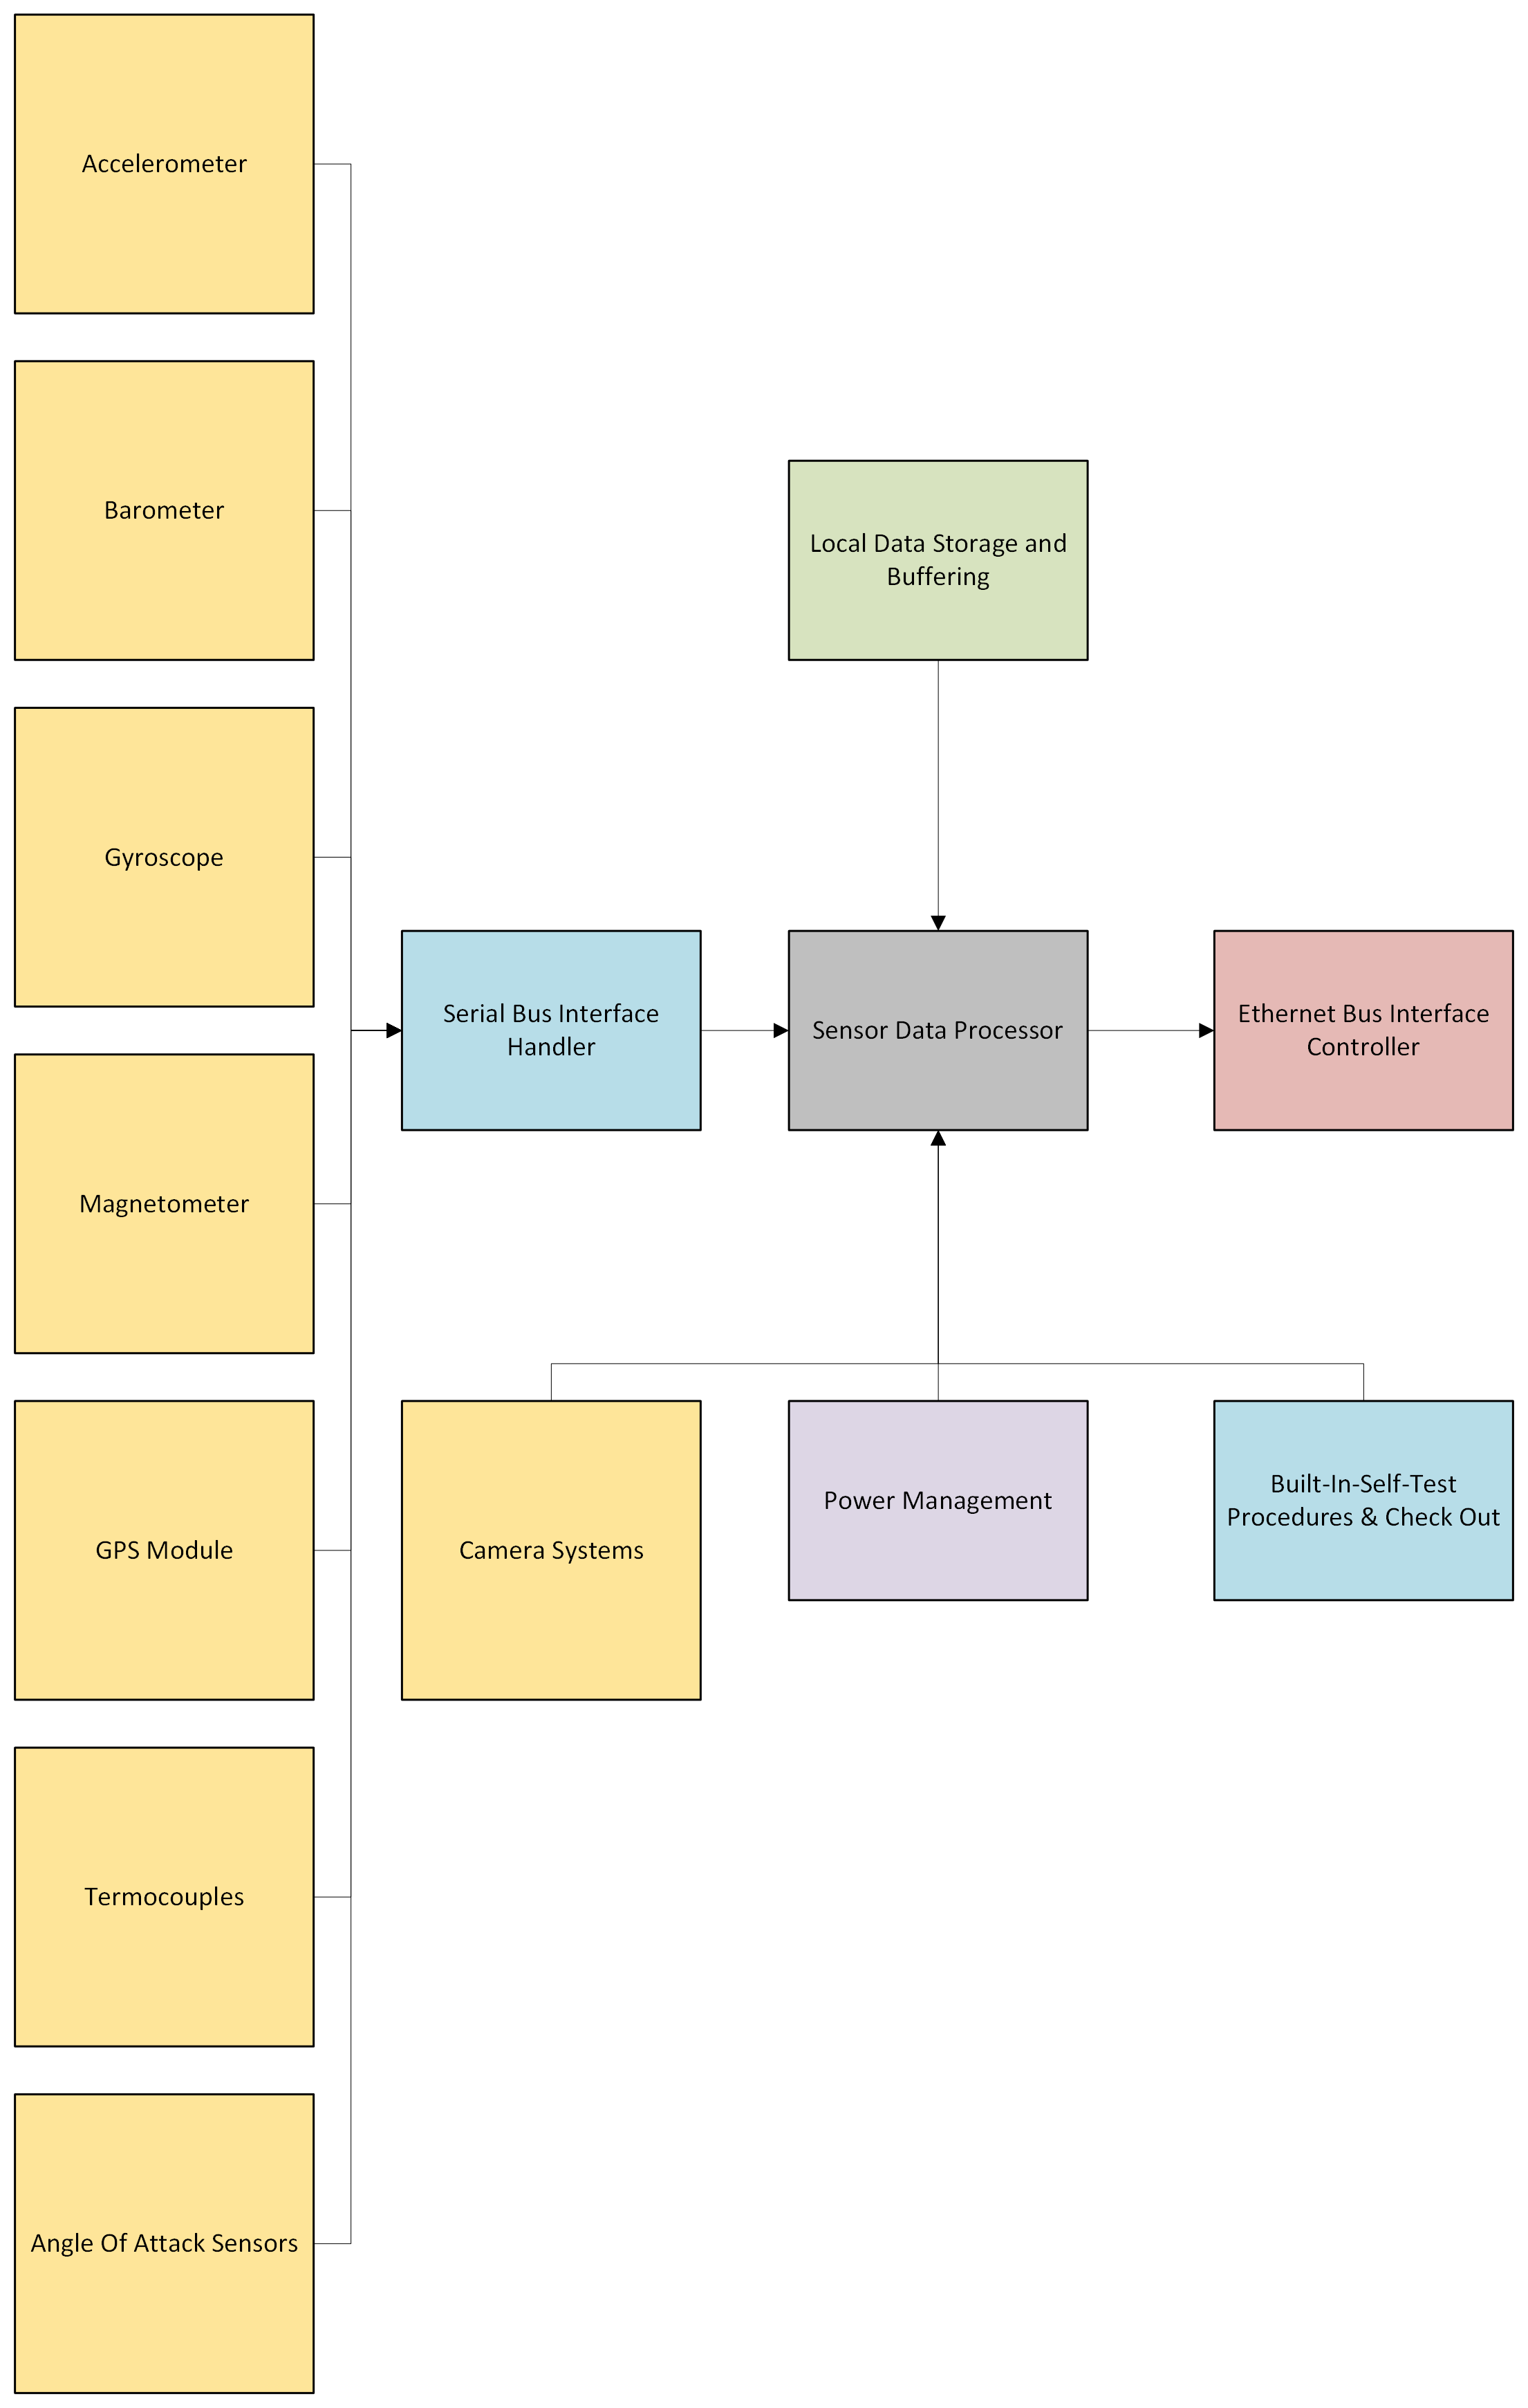 Accelerometer
Barometer
Local Data Storage and
Buffering
Gyroscope
Serial Bus Interface
Handler
Sensor Data Processor
Ethernet Bus Interface
Controller
Magnetometer
GPS Module
Camera Systems
Power Management
Built-In-Self-Test
Procedures & Check Out
Termocouples
Angle Of Attack Sensors